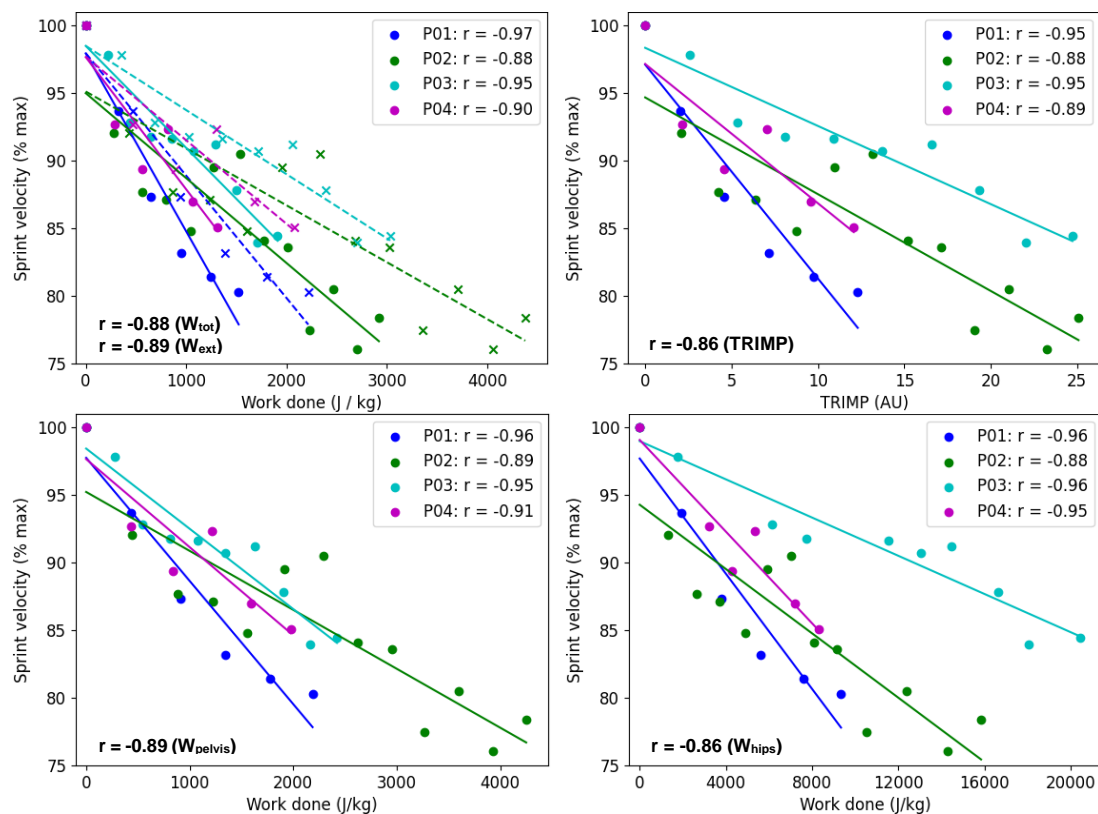 100
95
90
85
80
75
Sprint velocity (% max)
P01: r = -0.97
P02: r = -0.88
P03: r = -0.95
P04: r = -0.90
r = -0.88 (Wtot)
r = -0.89 (Wext)
0 1000 2000 3000 4000
Work done (J / kg)
100
95
90
85
80
75
Sprint velocity (% max)
P01: r = -0.95
P02: r = -0.88
P03: r = -0.95
P04: r = -0.89
r = -0.86 (TRIMP)
0 5 10 15 20 25
TRIMP (AU)
100
95
90
85
80
75
Sprint velocity (% max)
P01: r = -0.96
P02: r = -0.89
P03: r = -0.95
P04: r = -0.91
r = -0.89 (Wpelvis)
0 1000 2000 3000 4000
Work done (J/kg)
100
95
90
85
80
75
Sprint velocity (% max)
P01: r = -0.96
P02: r = -0.88
P03: r = -0.96
P04: r = -0.95
r = -0.86 (Whips)
0 4000 8000 12000 16000 20000
Work done (J/kg)